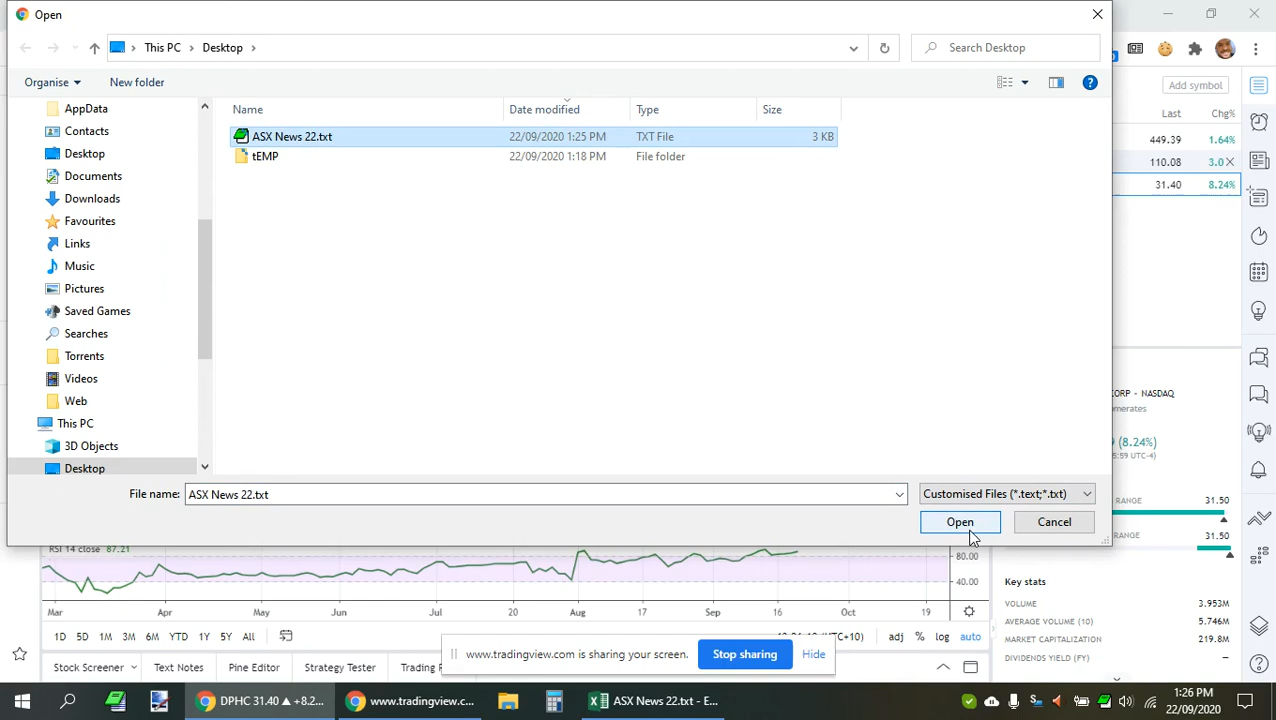 Open
This PC
Desktop
Search Desktop
Organise
New folder
Add symbol
Name
Date modified
Type
Size
Last
Chg%
AppData
Contacts
Desktop
Documents
Downloads
Favourites
Links
Music
Pictures
Saved Games
Searches
Torrents
Videos
Web
This PC
3D Objects
Desktop
ASX News 22.txt
22/09/2020 1:25 PM
TXT File
3 KB
tEMP
22/09/2020 1:18 PM
File folder
449.39
1.64%
110.08
3.0
31.40
8.24%
CORP - NASDAQ
omerates
(8.24%)
:59 UTC-4)
RANGE
31.50
RANGE
31.50
File name:
ASX News 22.txt
Customised Files (*.text;*.txt)
Open
Cancel
RSI 14 close 87.21
80.00
40.00
Mar
Apr
May
Jun
Jul
20
Aug
17
Sep
16
Oct
19
Key stats
VOLUME
3.953M
AVERAGE VOLUME (10)
5.746M
MARKET CAPITALIZATION
219.8M
DIVIDENDS YIELD (FY)
—
1D 5D 1M 3M 6M YTD 1Y 5Y All
adj % log auto
www.tradingview.com is sharing your screen.
Stop sharing
Hide
Stock Screener
Text Notes
Pine Editor
Strategy Tester
Trading
DPHC 31.40 ▲ +8.2...
www.tradingview.c...
ASX News 22.txt - E...
1:26 PM
22/09/2020